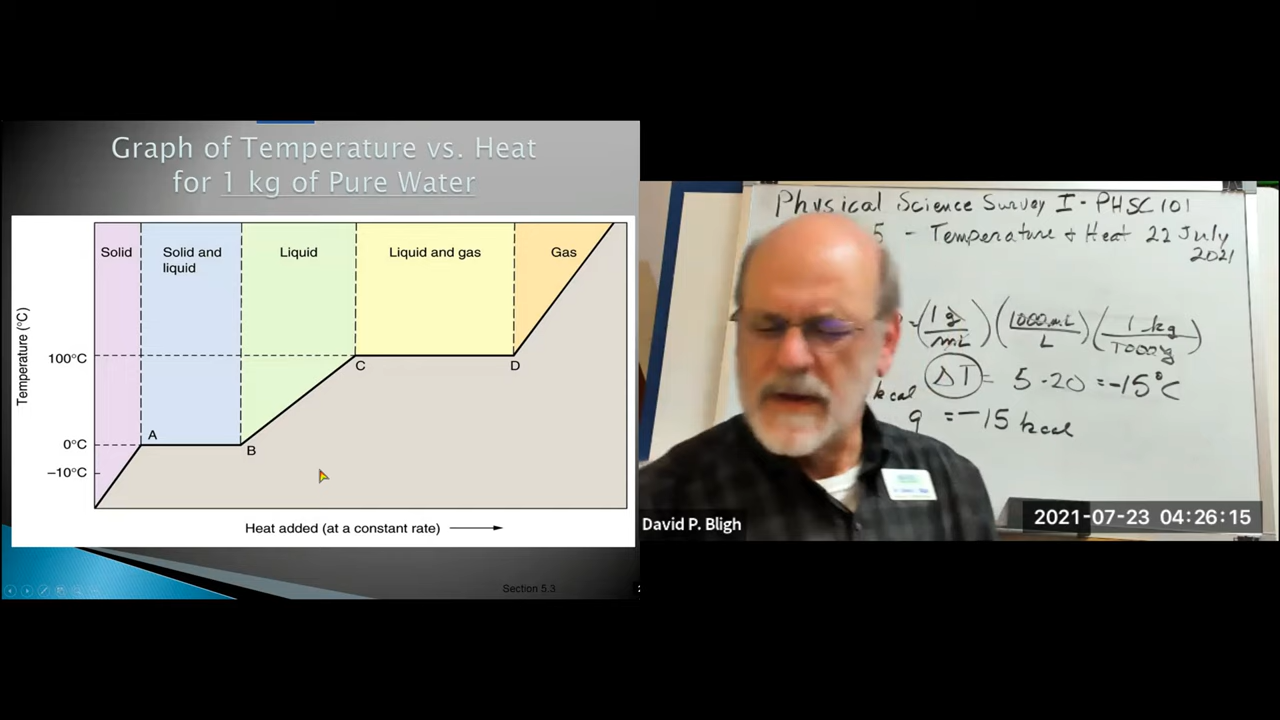 Graph of Temperature vs. Heat
for 1 kg of Pure Water
Solid
Solid and
liquid
Liquid
Liquid and gas
Gas
Temperature (°C)
100°C
0°C
−10°C
A
B
C
D
Heat added (at a constant rate)
Section 5.3
Physical Science Survey I - PHSC 101
5 - Temperature + Heat 22 July
2021
= (1 g / mL) (1000 mL / L) (1 kg / 1000 g)
kcal
ΔT = 5 - 20 = -15°C
q = -15 kcal
David P. Bligh
2021-07-23 04:26:15